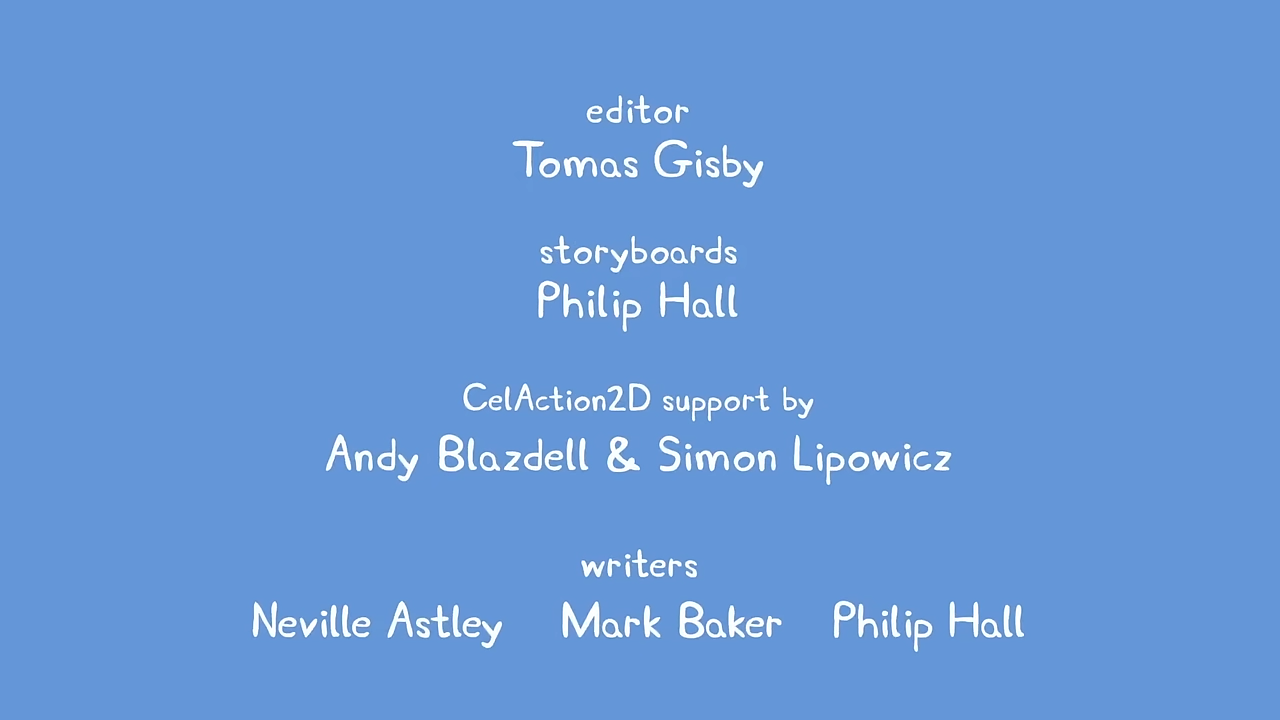 editor
Tomas Gisby
storyboards
Philip Hall
CelAction2D support by
Andy Blazdell & Simon Lipowicz
writers
Neville Astley Mark Baker Philip Hall